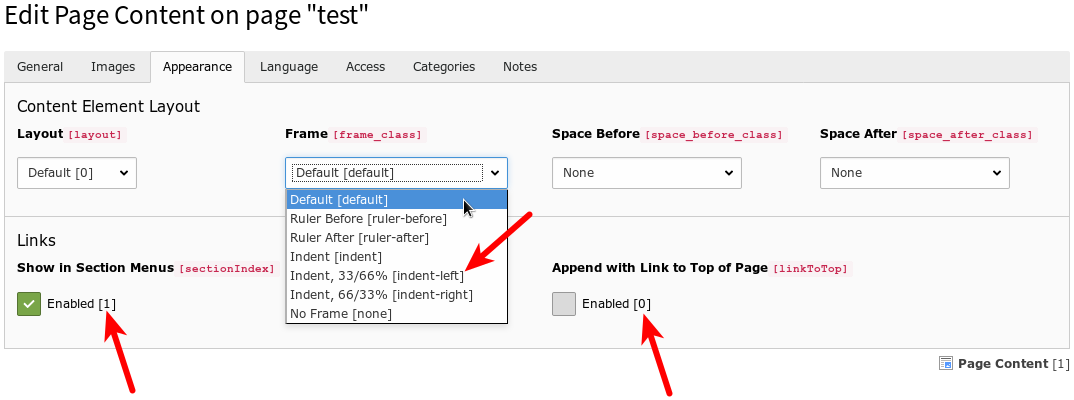 Edit Page Content on page "test"
General Images Appearance Language Access Categories Notes
Content Element Layout
Layout [layout] Frame [frame_class] Space Before [space_before_class] Space After [space_after_class]
Default [0] Default [default] None None
Default [default]
Ruler Before [ruler-before]
Ruler After [ruler-after]
Indent [indent]
Indent, 33/66% [indent-left]
Indent, 66/33% [indent-right]
No Frame [none]
Links
Show in Section Menus [sectionIndex] Append with Link to Top of Page [linkToTop]
Enabled [1] Enabled [0]
Page Content [1]